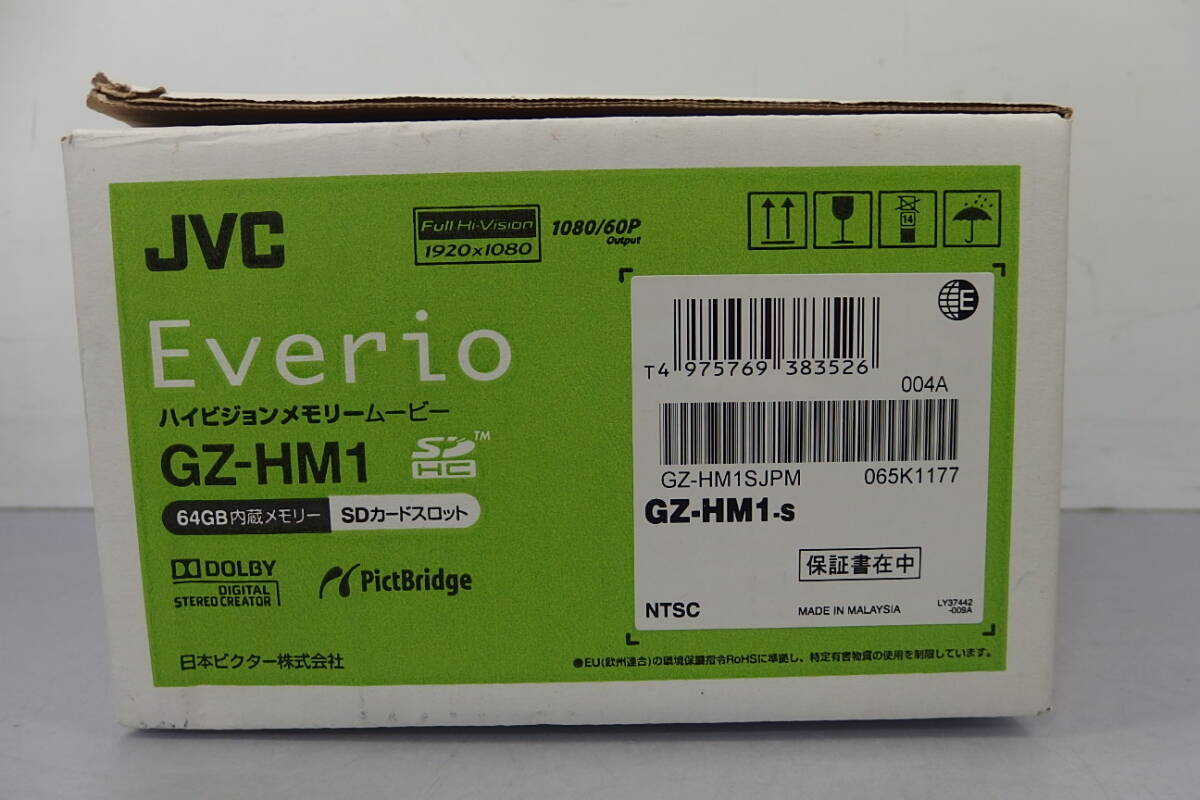 JVC
Full Hi-Vision
1920x1080
1080/60P
Output
14
Everio
ハイビジョンメモリームービー
GZ-HM1
SD
HC
TM
64GB内蔵メモリー
SDカードスロット
DOLBY
DIGITAL
STEREO CREATOR
PictBridge
日本ビクター株式会社
E
T4 975769 383526
004A
GZ-HM1SJPM
065K1177
GZ-HM1-S
保証書在中
NTSC
MADE IN MALAYSIA
LY37442
-009A
●EU(欧州連合)の環境保護指令RoHSに準拠し、特定有害物質の使用を制限しています。